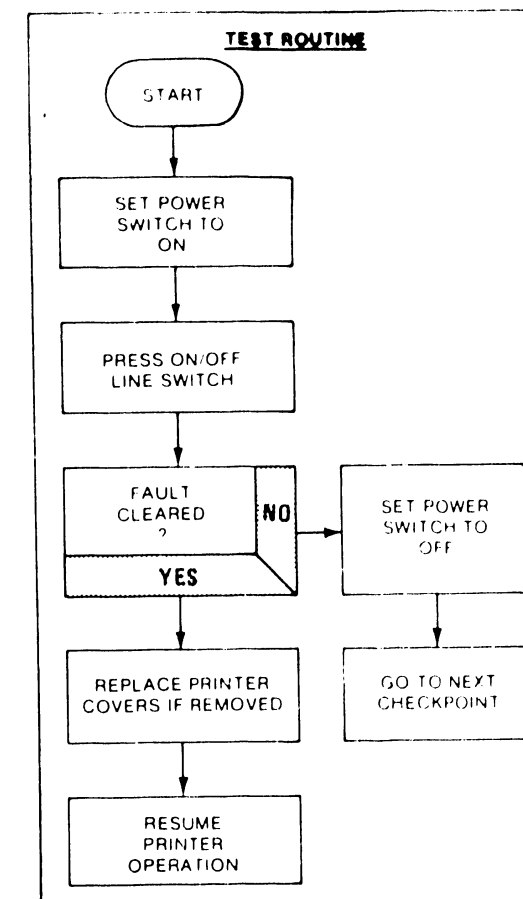 TEST ROUTINE
START
SET POWER
SWITCH TO
ON
PRESS ON/OFF
LINE SWITCH
FAULT
CLEARED
?
NO
YES
SET POWER
SWITCH TO
OFF
REPLACE PRINTER
COVERS IF REMOVED
GO TO NEXT
CHECKPOINT
RESUME
PRINTER
OPERATION